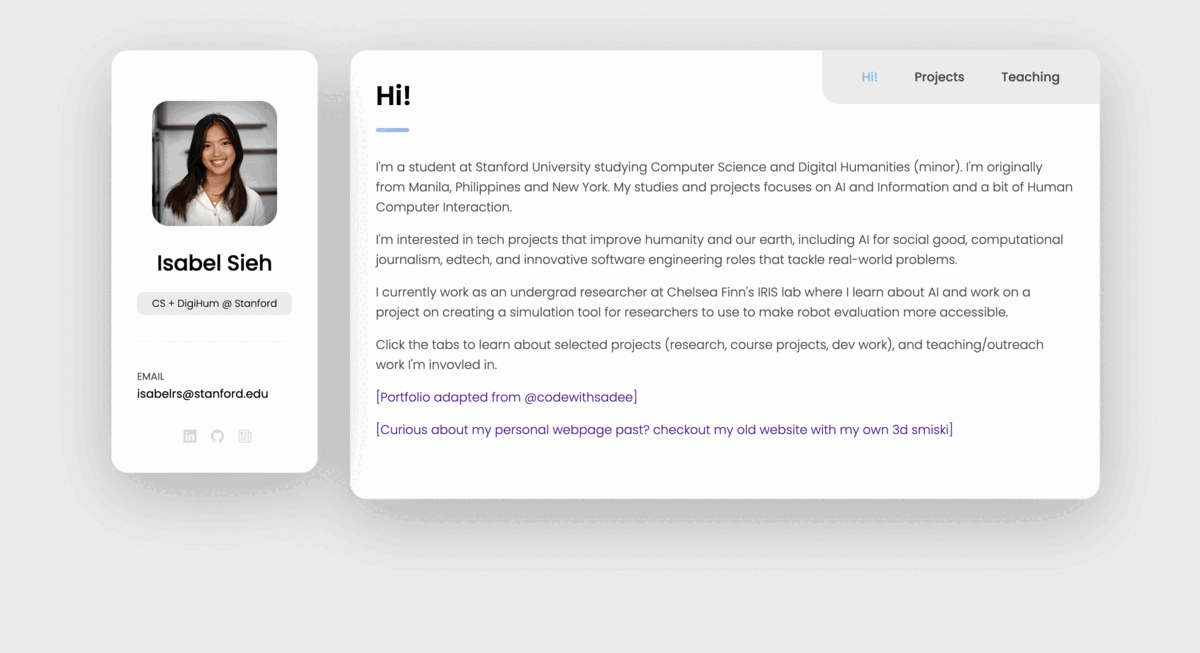 Isabel Sieh
CS + DigiHum @ Stanford
EMAIL
isabelrs@stanford.edu
Hi!
Projects
Teaching
Hi!
I'm a student at Stanford University studying Computer Science and Digital Humanities (minor). I'm originally
from Manila, Philippines and New York. My studies and projects focuses on AI and Information and a bit of Human
Computer Interaction.
I'm interested in tech projects that improve humanity and our earth, including AI for social good, computational
journalism, edtech, and innovative software engineering roles that tackle real-world problems.
I currently work as an undergrad researcher at Chelsea Finn's IRIS lab where I learn about AI and work on a
project on creating a simulation tool for researchers to use to make robot evaluation more accessible.
Click the tabs to learn about selected projects (research, course projects, dev work), and teaching/outreach
work I'm invovled in.
[Portfolio adapted from @codewithsadee]
[Curious about my personal webpage past? checkout my old website with my own 3d smiski]